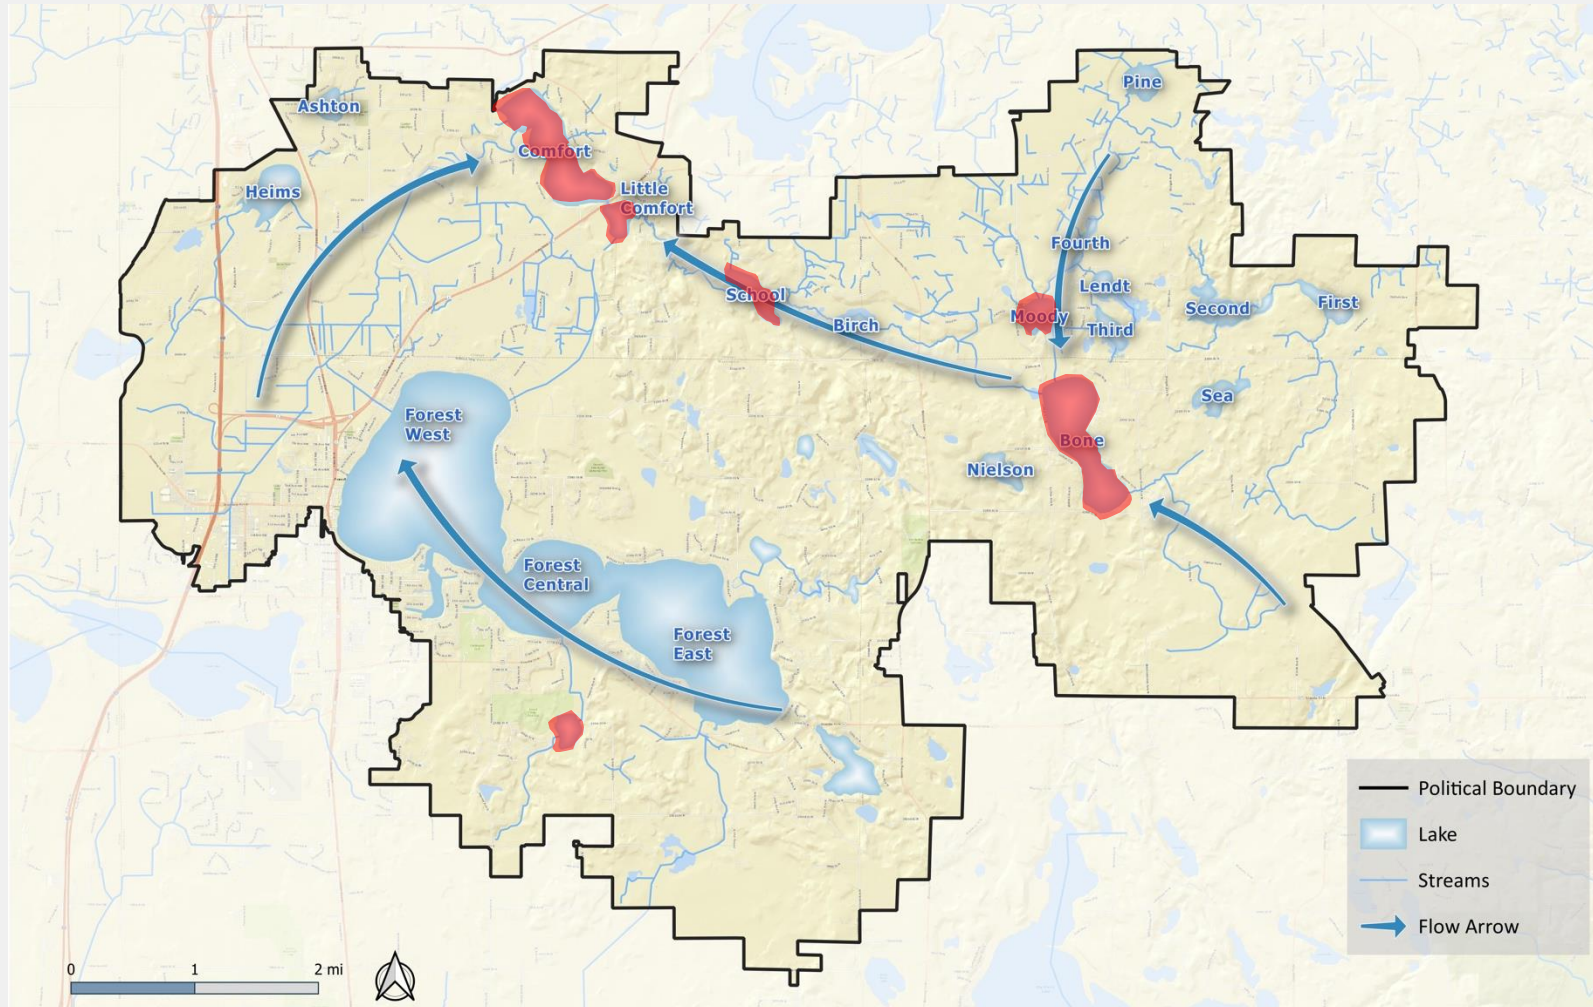 Ashton
Pine
Comfort
Heims
Little
Comfort
Fourth
Lendt
School
Second
First
Moody
Birch
Third
Sea
Forest
West
Bone
Nielson
Forest
Central
Forest
East
Political Boundary
Lake
Streams
Flow Arrow
0 1 2 mi